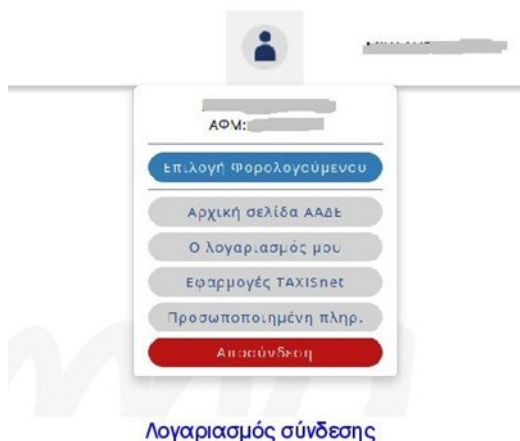 ΑΦΜ:
Επιλογή Φορολογούμενου
Αρχική σελίδα ΑΑΔΕ
Ο λογαριασμός μου
Εφαρμογές TAXISnet
Προσωποποιημένη πληρ.
Αποσύνδεση
Λογαριασμός σύνδεσης